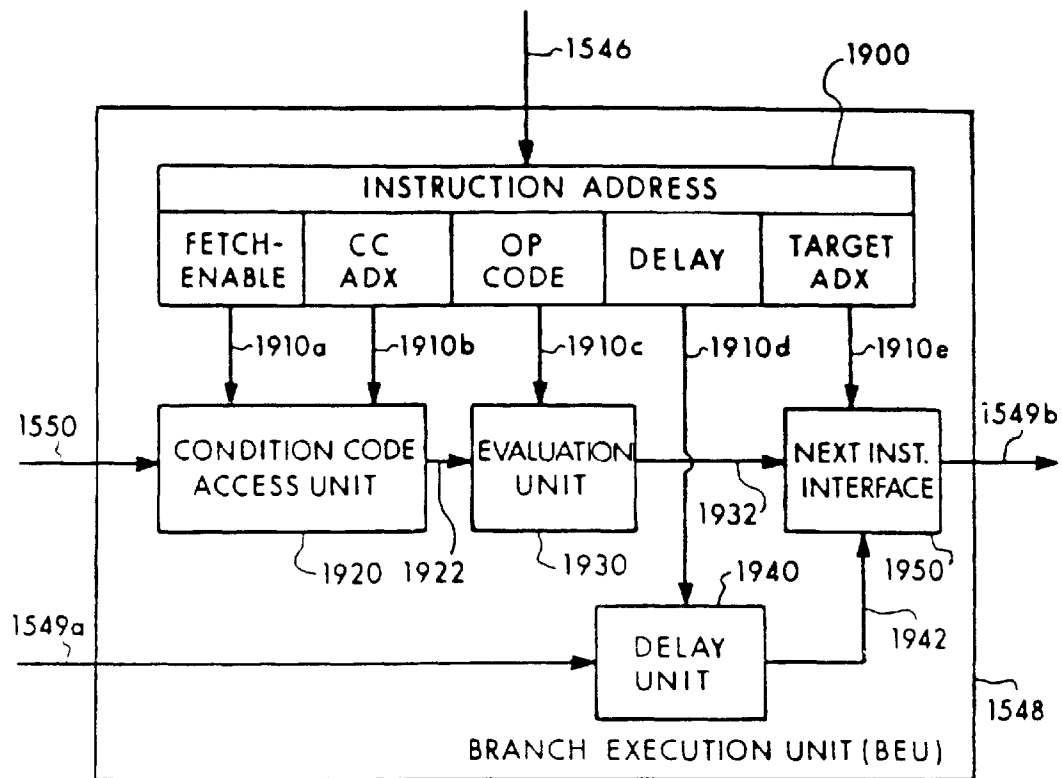 1546
1900
INSTRUCTION ADDRESS
FETCH-
ENABLE
CC
ADX
OP
CODE
DELAY
TARGET
ADX
1910a
1910b
1910c
1910d
1910e
1550
1549b
CONDITION CODE
ACCESS UNIT
EVALUATION
UNIT
NEXT INST.
INTERFACE
1932
1920
1922
1930
1940
1950
1549a
DELAY
UNIT
1942
1548
BRANCH EXECUTION UNIT (BEU)